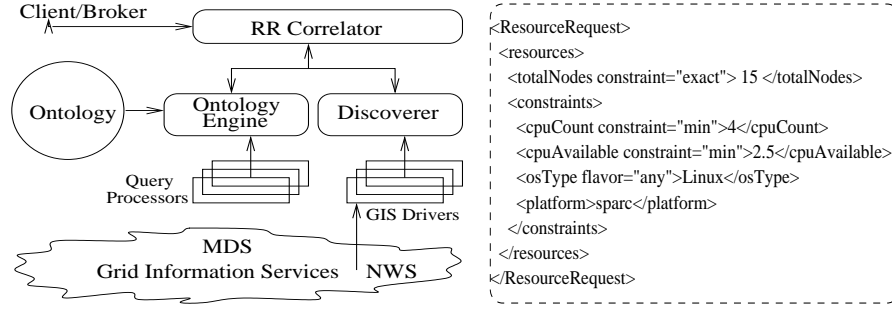 Client/Broker
RR Correlator
Ontology
Ontology
Engine
Discoverer
Query
Processors
GIS Drivers
MDS
Grid Information Services
NWS
<ResourceRequest>
<resources>
<totalNodes constraint="exact"> 15 </totalNodes>
<constraints>
<cpuCount constraint="min">4</cpuCount>
<cpuAvailable constraint="min">2.5</cpuAvailable>
<osType flavor="any">Linux</osType>
<platform>sparc</platform>
</constraints>
</resources>
</ResourceRequest>